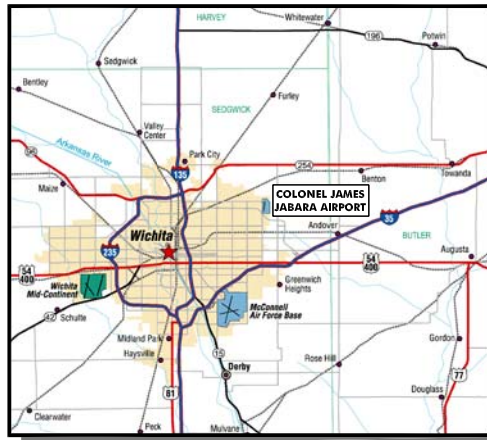 HARVEY
Whitewater
Potwin
196
Sedgwick
Bentley
Furley
SEDGWICK
Valley
Center
Arkansas River
Park City
96
254
Towanda
Benton
135
Maize
COLONEL JAMES
JABARA AIRPORT
35
Andover
BUTLER
Wichita
235
Augusta
54
400
54
400
Wichita
Mid-Continent
Greenwich
Heights
McConnell
Air Force Base
42
Schulte
Midland Park
Haysville
15
Gordon
Rose Hill
Derby
77
81
Douglass
Clearwater
Peck
Mulvane